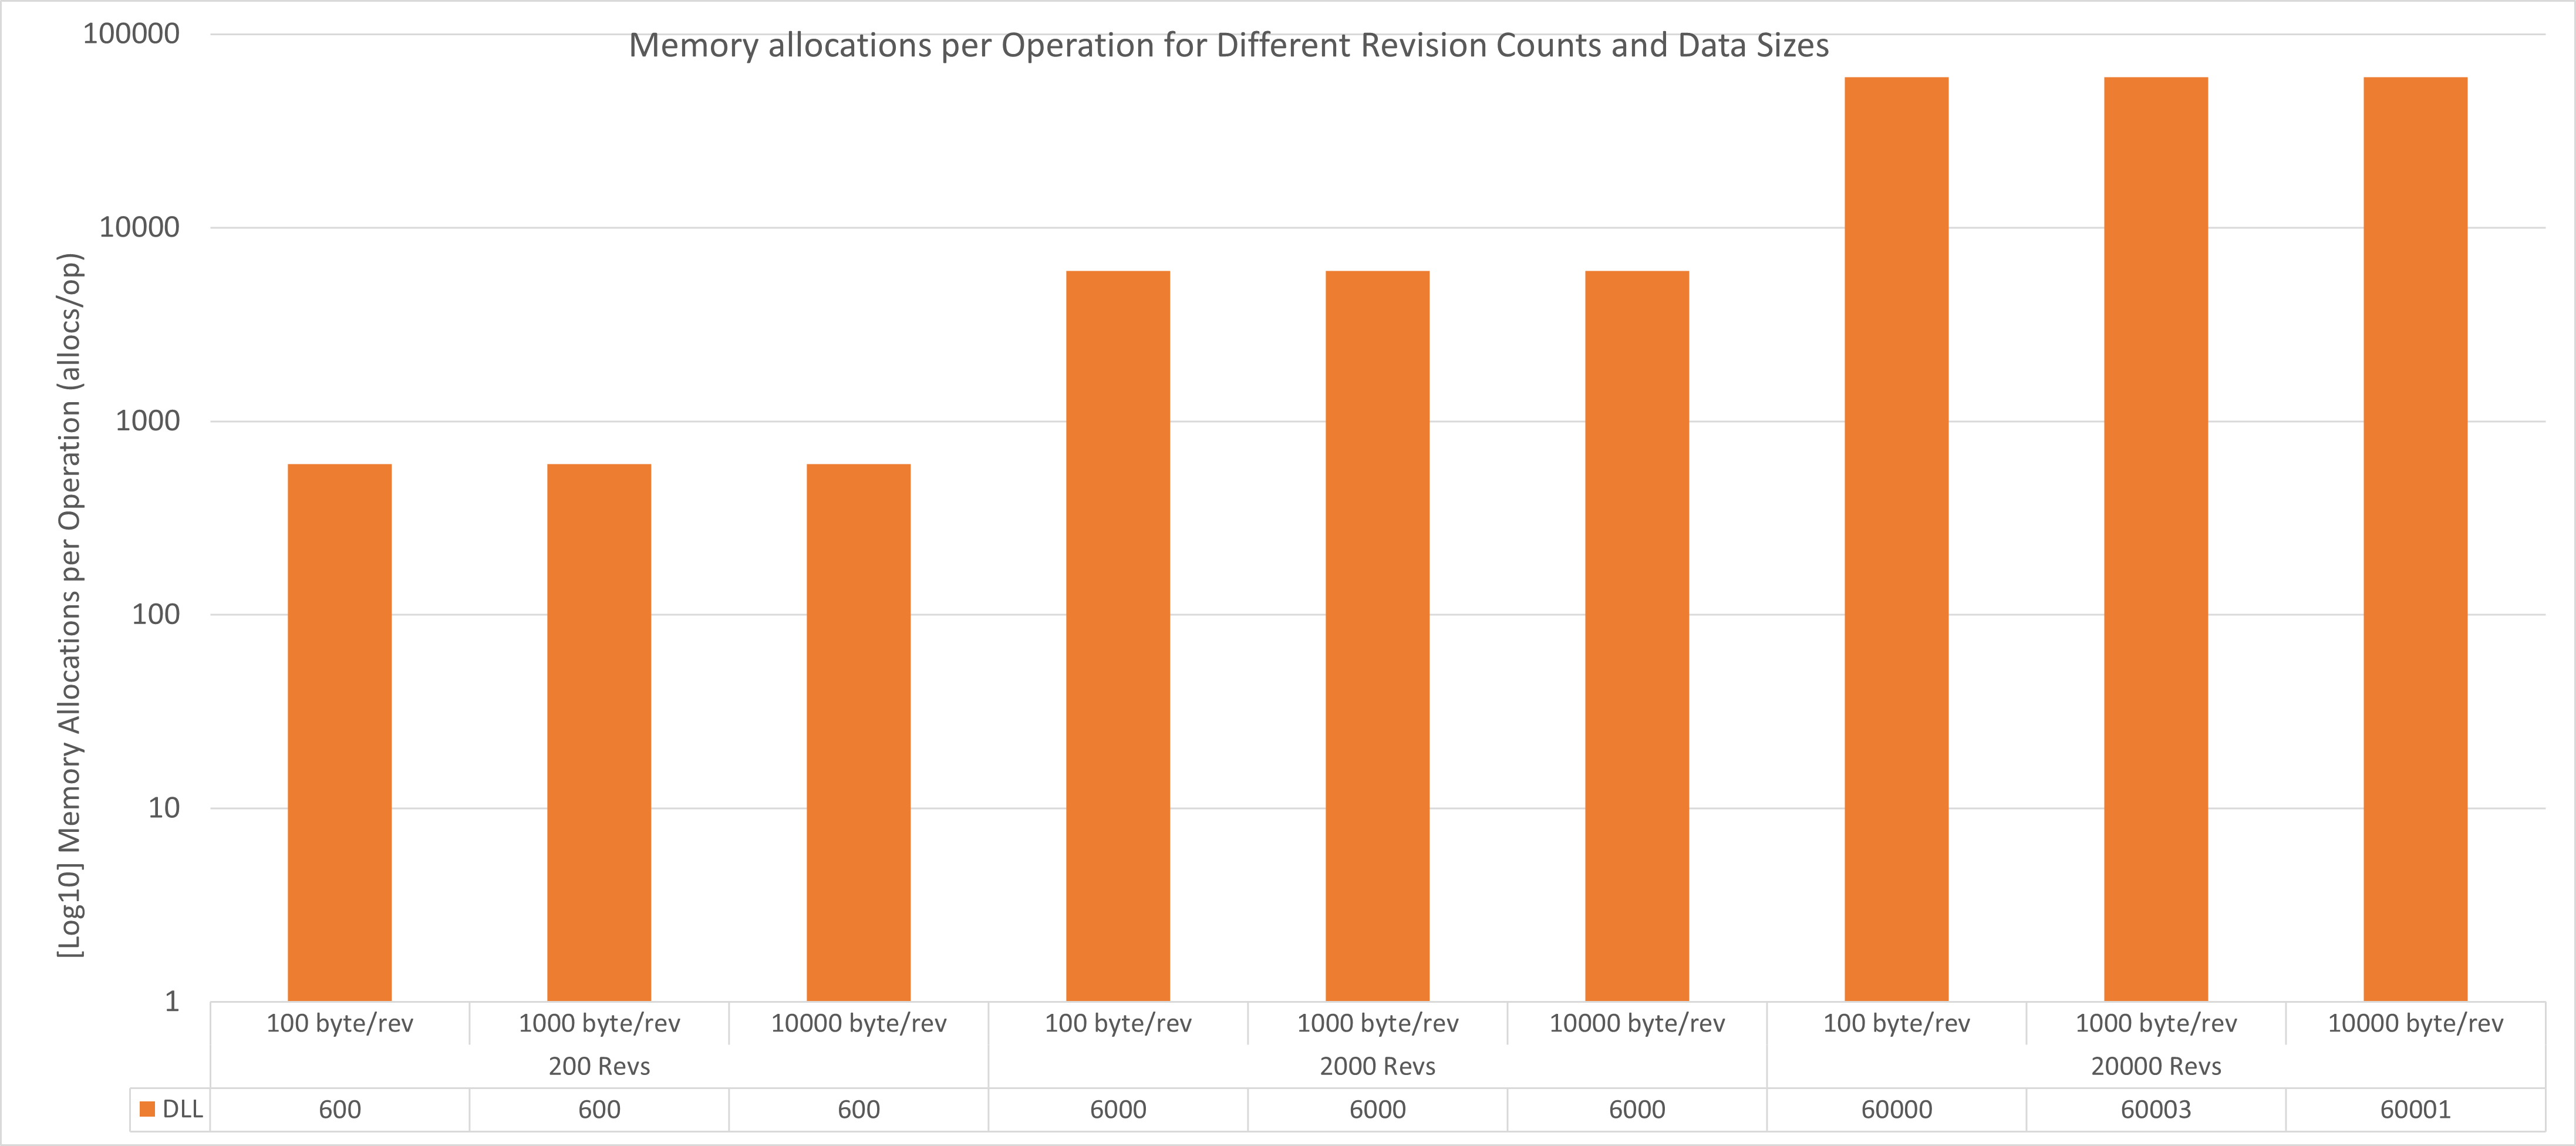 Memory allocations per Operation for Different Revision Counts and Data Sizes
[Log10] Memory Allocations per Operation (allocs/op)
100000
10000
1000
100
10
1
100 byte/rev 1000 byte/rev 10000 byte/rev 100 byte/rev 1000 byte/rev 10000 byte/rev 100 byte/rev 1000 byte/rev 10000 byte/rev
200 Revs 2000 Revs 20000 Revs
DLL 600 600 600 6000 6000 6000 60000 60003 60001